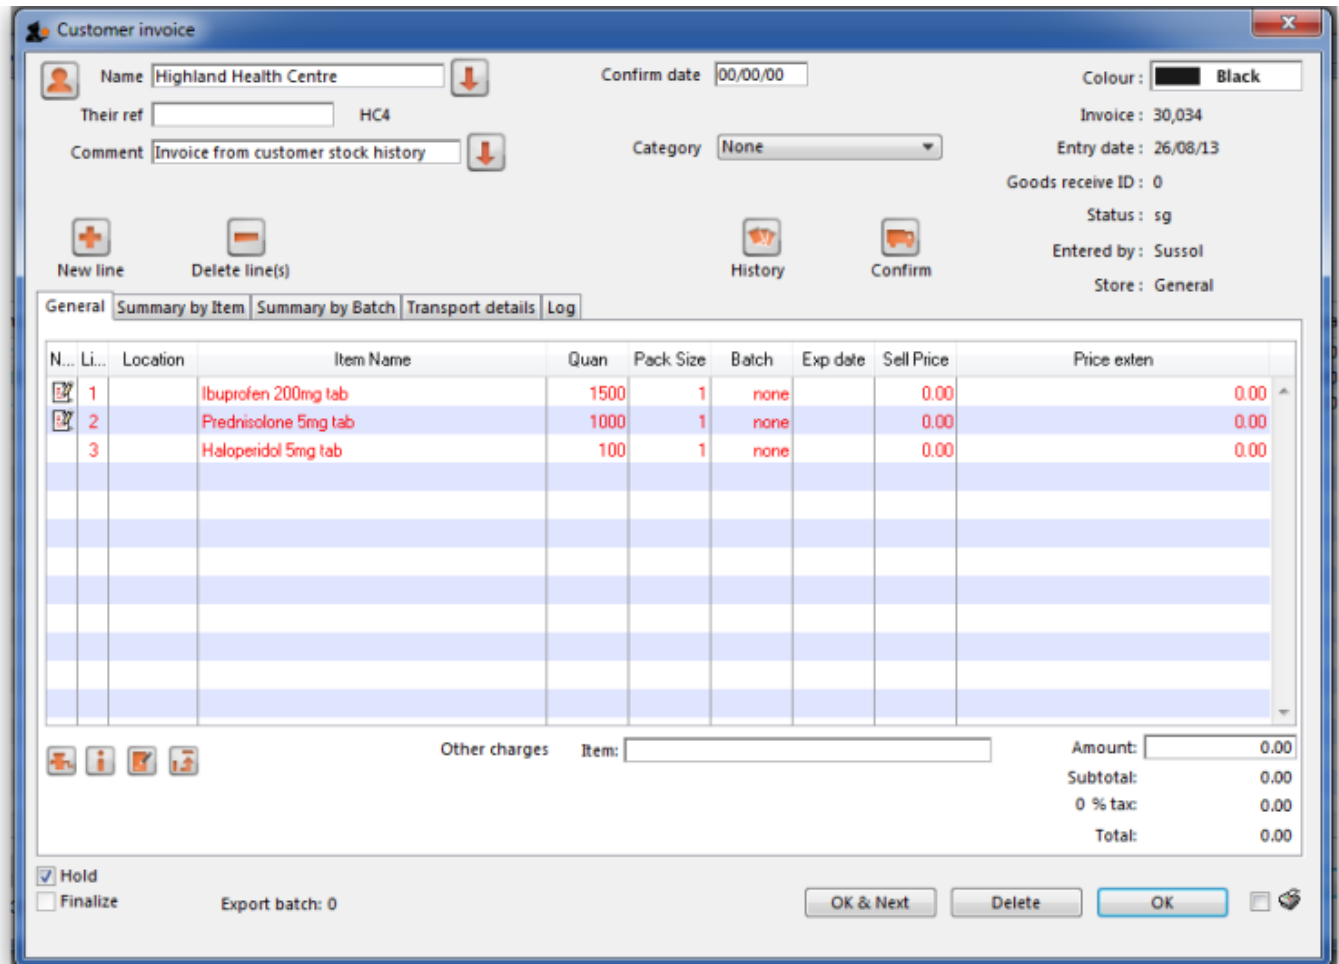 Customer invoice
Name Highland Health Centre Confirm date 00/00/00 Colour : Black
Their ref HC4 Invoice : 30,034
Comment Invoice from customer stock history Category None Entry date : 26/08/13
Goods receive ID : 0
Status : sg
New line Delete line(s) History Confirm Entered by : Sussol
Store : General
General Summary by Item Summary by Batch Transport details Log
N... Li... Location Item Name Quan Pack Size Batch Exp date Sell Price Price exten
1 Ibuprofen 200mg tab 1500 1 none 0.00 0.00
2 Prednisolone 5mg tab 1000 1 none 0.00 0.00
3 Haloperidol 5mg tab 100 1 none 0.00 0.00
Other charges Item: Amount: 0.00
Subtotal: 0.00
0 % tax: 0.00
Total: 0.00
Hold
Finalize Export batch: 0 OK & Next Delete OK